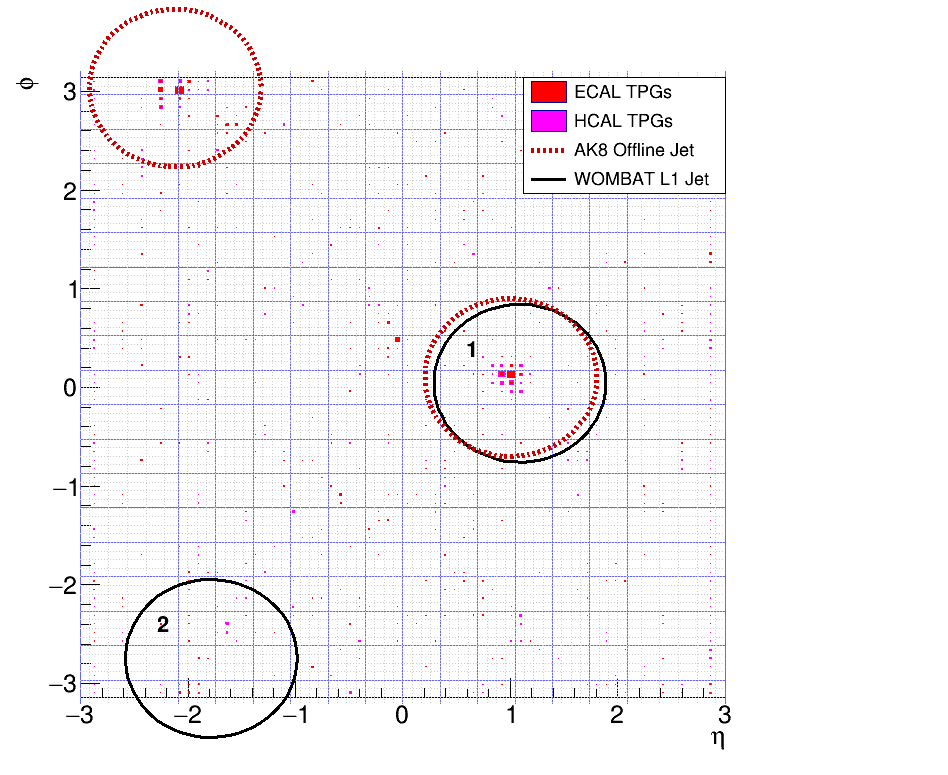 ϕ
3
2
1
0
−1
−2
−3
ECAL TPGs
HCAL TPGs
AK8 Offline Jet
WOMBAT L1 Jet
1
2
−3 −2 −1 0 1 2 3
η